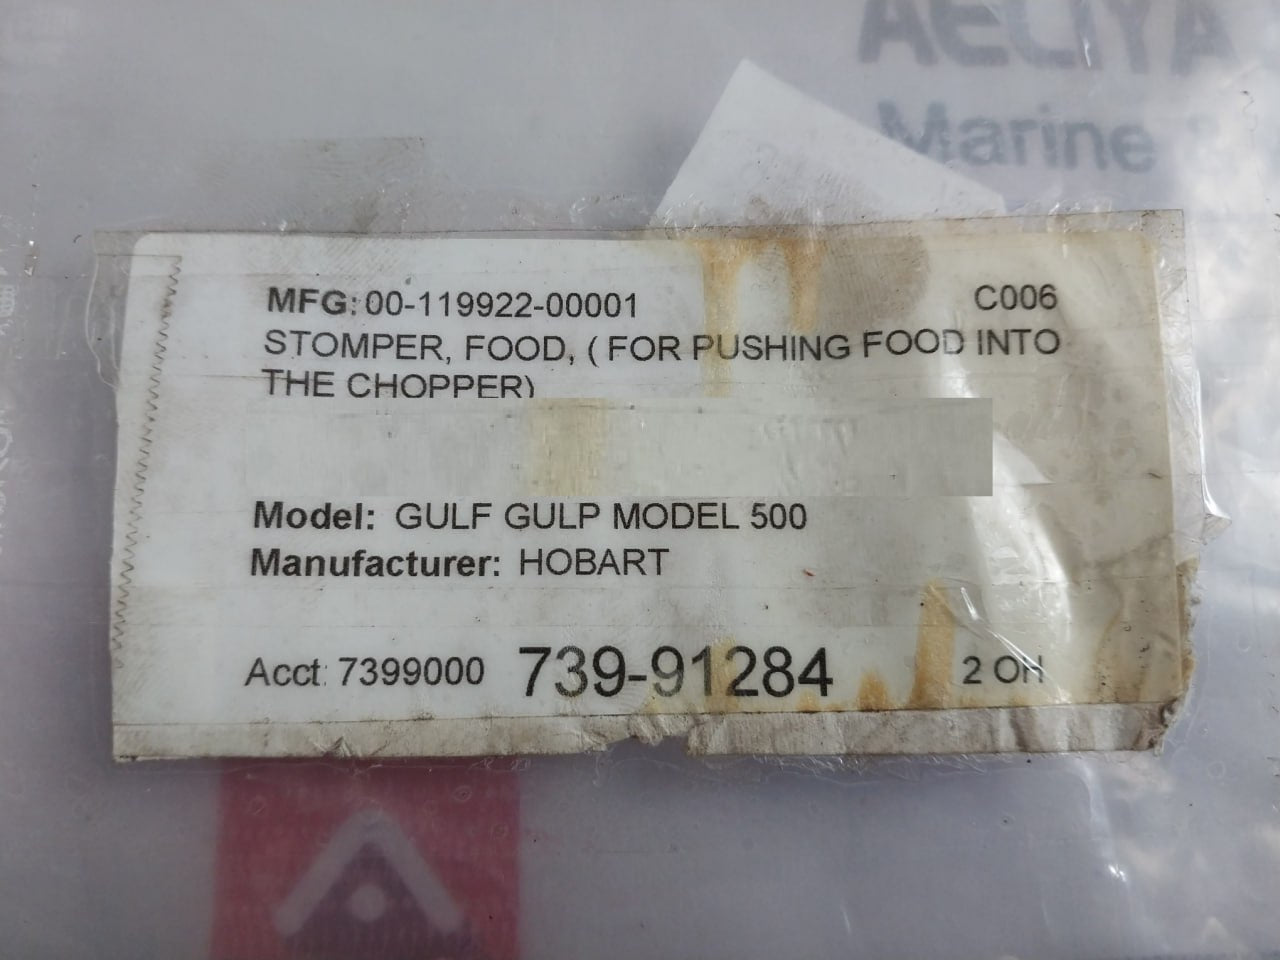 AELIYA
Marine
MFG: 00-119922-00001 C006
STOMPER, FOOD, ( FOR PUSHING FOOD INTO
THE CHOPPER)
Model: GULF GULP MODEL 500
Manufacturer: HOBART
Acct: 7399000 739-91284 2 OH